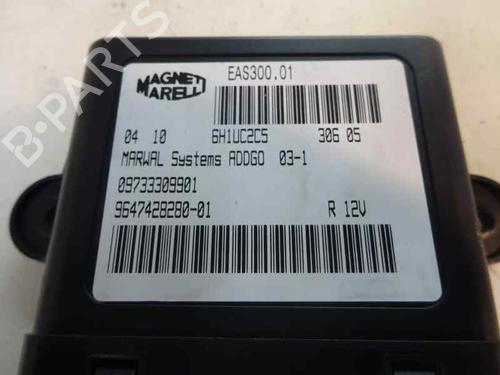 MAGNETI
MARELLI
EAS300.01
04 10 6H1UC2C5 306 05
MARWAL Systems ADDGO 03-1
09733309901
9647428280-01 R 12V
B-PARTS